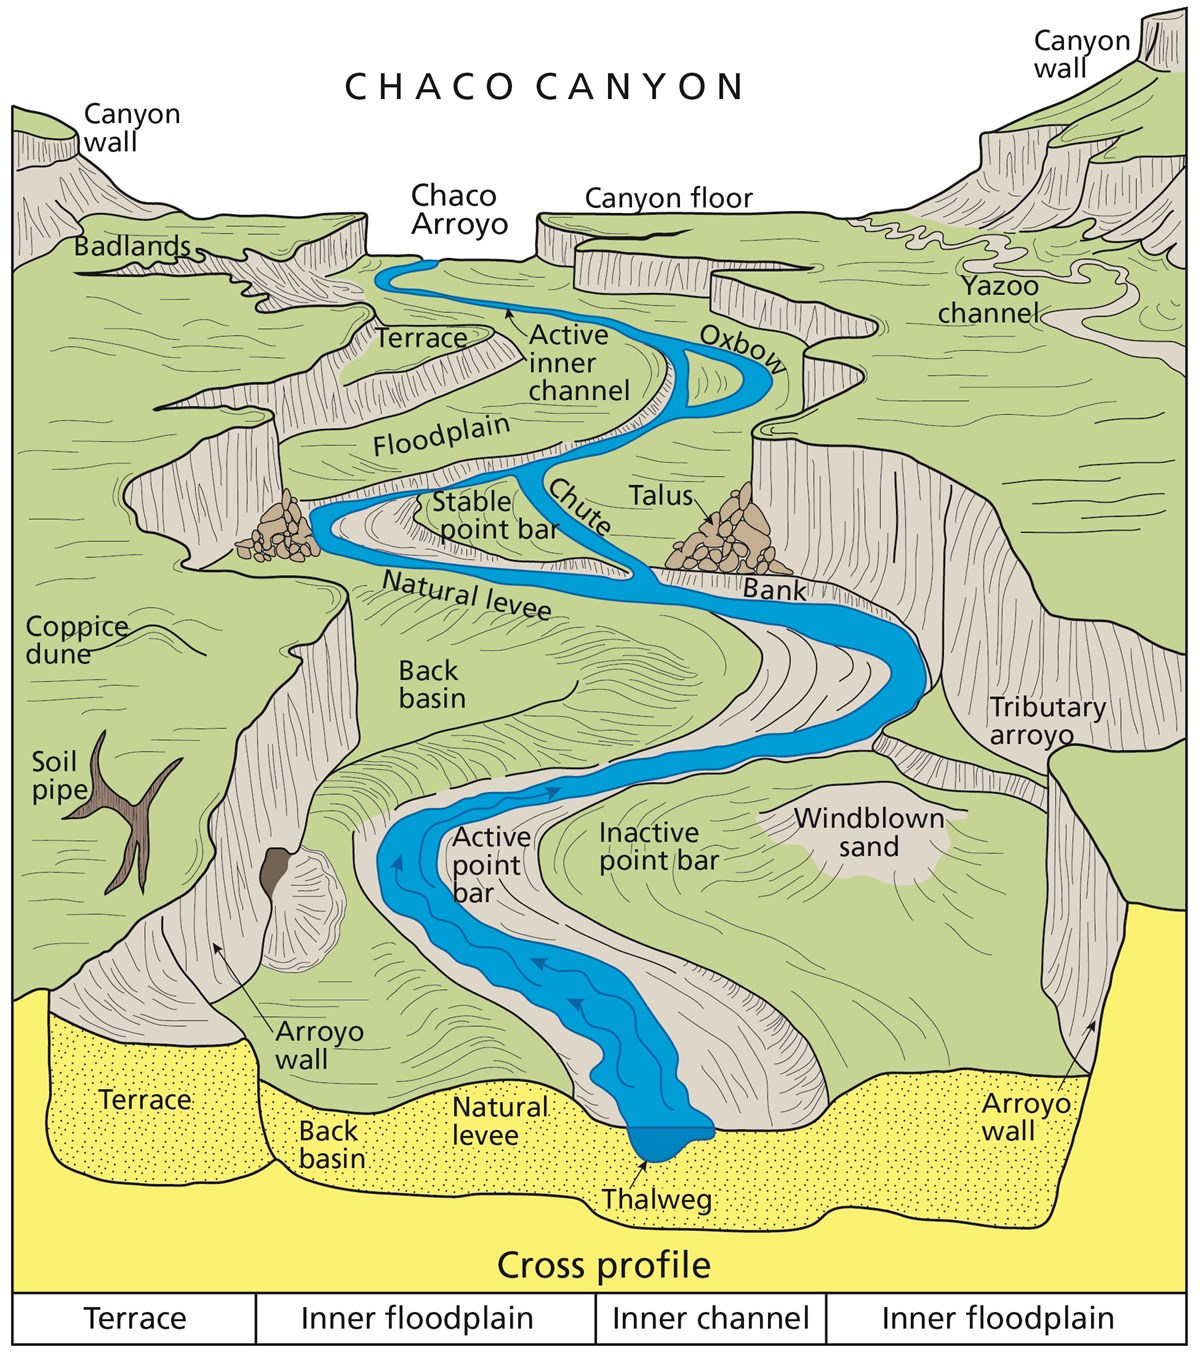 CHACO CANYON
Canyon
wall
Canyon
wall
Chaco
Arroyo
Canyon floor
Badlands
Yazoo
channel
Terrace
Active
inner
channel
Oxbow
Floodplain
Stable
point bar
Chute
Talus
Natural levee
Bank
Coppice
dune
Back
basin
Tributary
arroyo
Soil
pipe
Active
point
bar
Inactive
point bar
Windblown
sand
Arroyo
wall
Terrace
Back
basin
Natural
levee
Arroyo
wall
Thalweg
Cross profile
Terrace
Inner floodplain
Inner channel
Inner floodplain